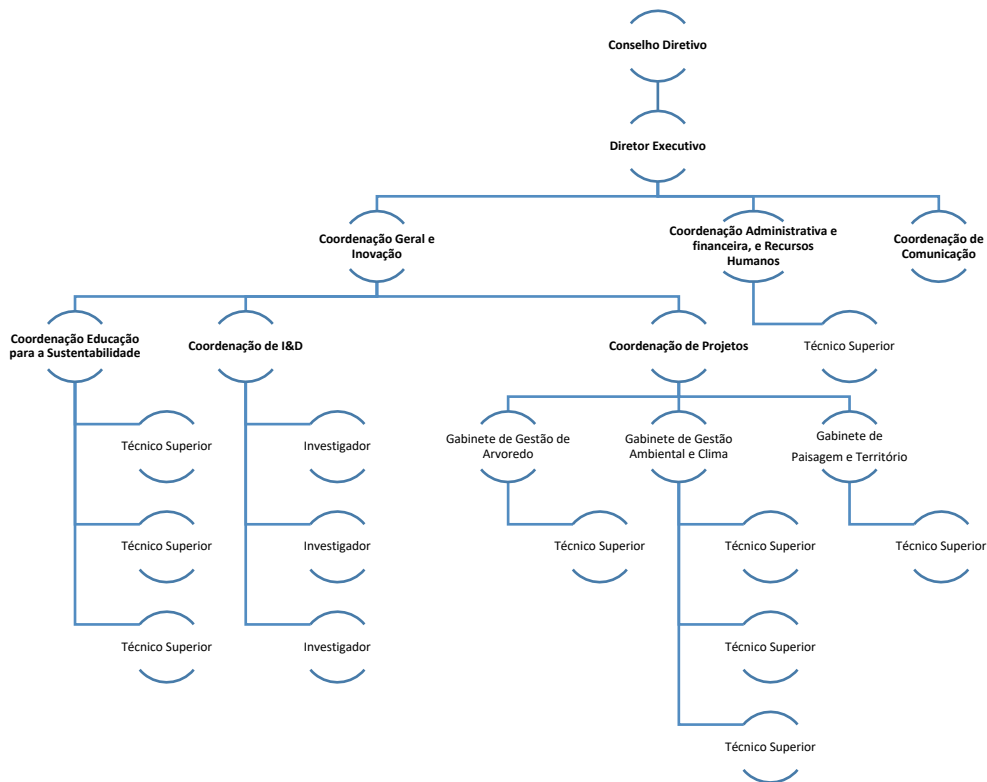 Conselho Diretivo
Diretor Executivo
Coordenação Geral e
Inovação
Coordenação Administrativa e
financeira, e Recursos
Humanos
Coordenação de
Comunicação
Coordenação Educação
para a Sustentabilidade
Coordenação de I&D
Coordenação de Projetos
Técnico Superior
Técnico Superior
Investigador
Gabinete de Gestão de
Arvoredo
Gabinete de Gestão
Ambiental e Clima
Gabinete de
Paisagem e Território
Técnico Superior
Investigador
Técnico Superior
Técnico Superior
Técnico Superior
Técnico Superior
Investigador
Técnico Superior
Técnico Superior